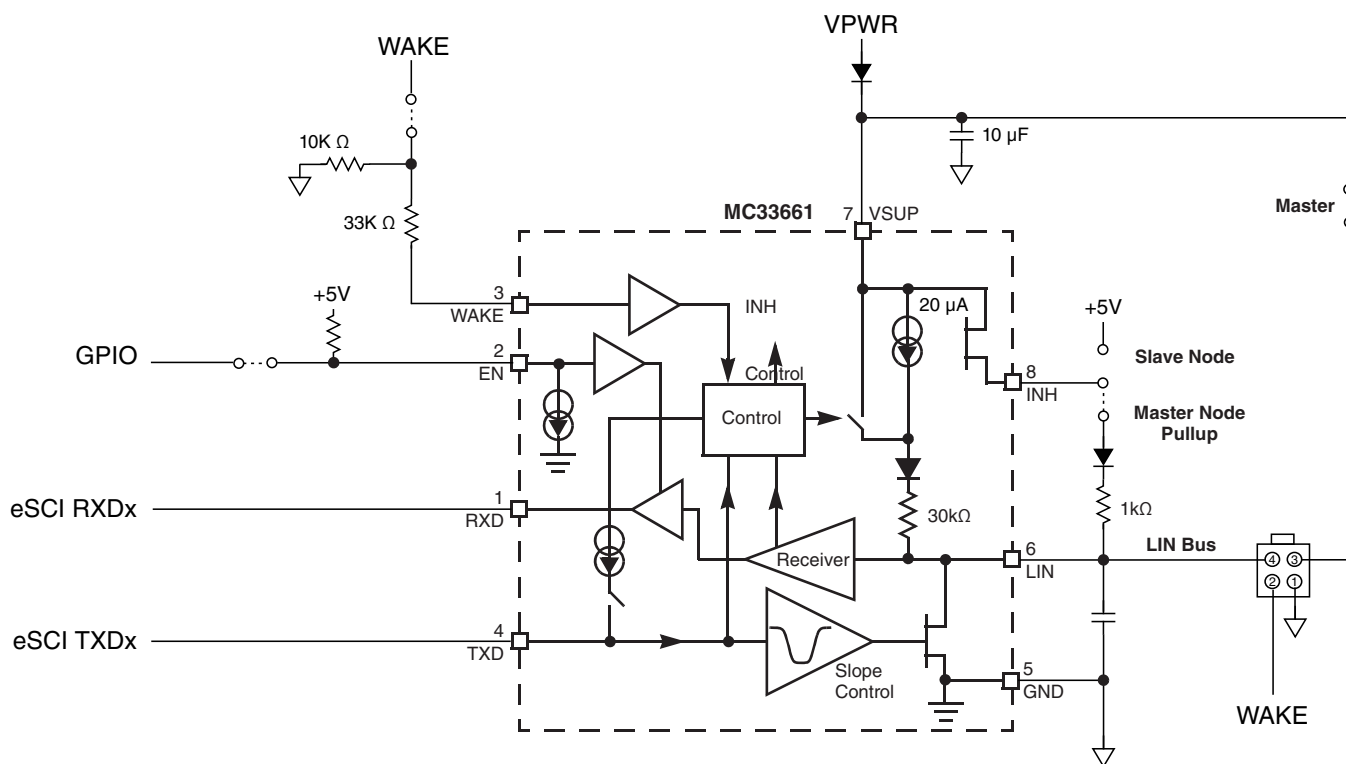 VPWR
WAKE
10K Ω
10 µF
33K Ω
MC33661
7
VSUP
Master
+5V
3
WAKE
INH
20 µA
+5V
GPIO
2
EN
Control
Slave Node
8
INH
Control
Master Node
Pullup
eSCI RXDx
1
RXD
30kΩ
1kΩ
Receiver
6
LIN
LIN Bus
4
3
2
1
eSCI TXDx
4
TXD
Slope
Control
5
GND
WAKE